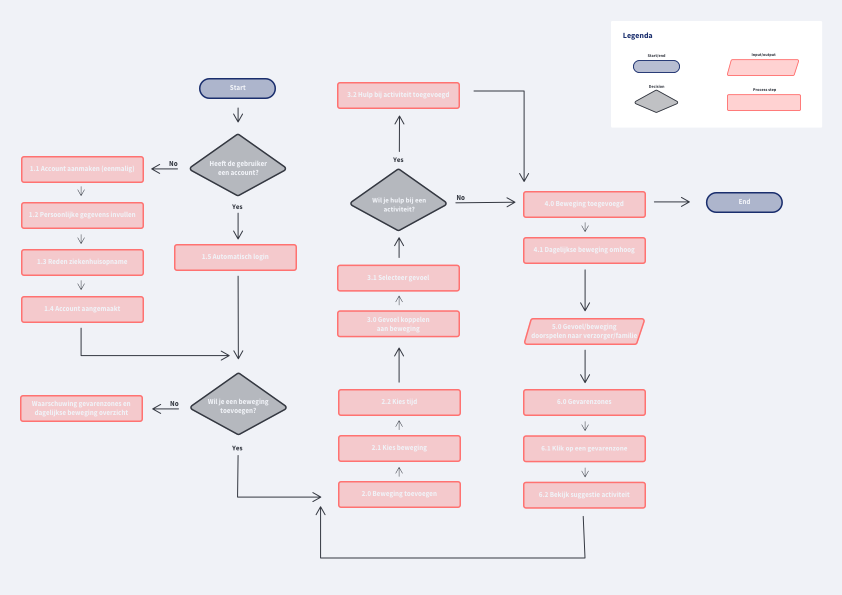 Legenda
Start/end
Input/output
Decision
Process step
Start
Heeft de gebruiker
een account?
No
Yes
1.1 Account aanmaken (eenmalig)
1.2 Persoonlijke gegevens invullen
1.3 Reden ziekenhuisopname
1.4 Account aangemaakt
1.5 Automatisch login
Wil je een beweging
toevoegen?
No
Yes
Waarschuwing gevarenzones en
dagelijkse beweging overzicht
3.2 Hulp bij activiteit toegevoegd
Yes
Wil je hulp bij een
activiteit?
No
3.1 Selecteer gevoel
3.0 Gevoel koppelen
aan beweging
2.2 Kies tijd
2.1 Kies beweging
2.0 Beweging toevoegen
4.0 Beweging toegevoegd
4.1 Dagelijkse beweging omhoog
5.0 Gevoel/beweging
doorspelen naar verzorger/familie
6.0 Gevarenzones
6.1 Klik op een gevarenzone
6.2 Bekijk suggestie activiteit
End